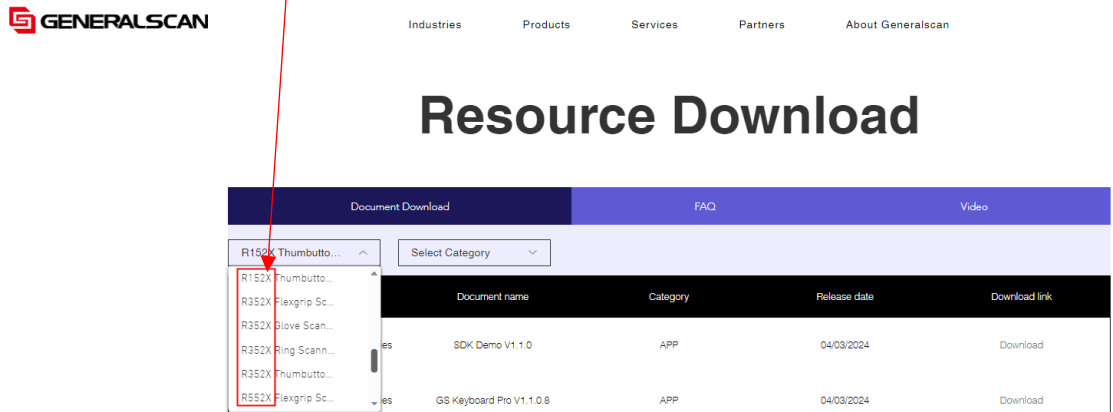 GENERALSCAN
Industries Products Services Partners About Generalscan
Resource Download
Document Download FAQ Video
R152X Thumbutto... Select Category
R152X Thumbutto...
R352X Flexgrip Sc...
R352X Glove Scan...
R352X Ring Scann...
R352X Thumbutto...
R552X Flexgrip Sc...
Document name Category Release date Download link
es SDK Demo V1.1.0 APP 04/03/2024 Download
es GS Keyboard Pro V1.1.0.8 APP 04/03/2024 Download